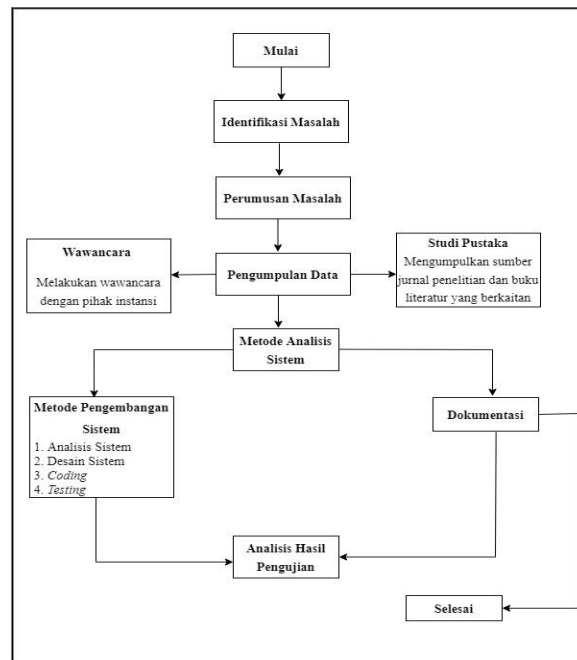 Mulai
Identifikasi Masalah
Perumusan Masalah
Wawancara
Melakukan wawancara
dengan pihak instansi
Pengumpulan Data
Studi Pustaka
Mengumpulkan sumber
jurnal penelitian dan buku
literatur yang berkaitan
Metode Analisis
Sistem
Metode Pengembangan
Sistem
1. Analisis Sistem
2. Desain Sistem
3. Coding
4. Testing
Dokumentasi
Analisis Hasil
Pengujian
Selesai